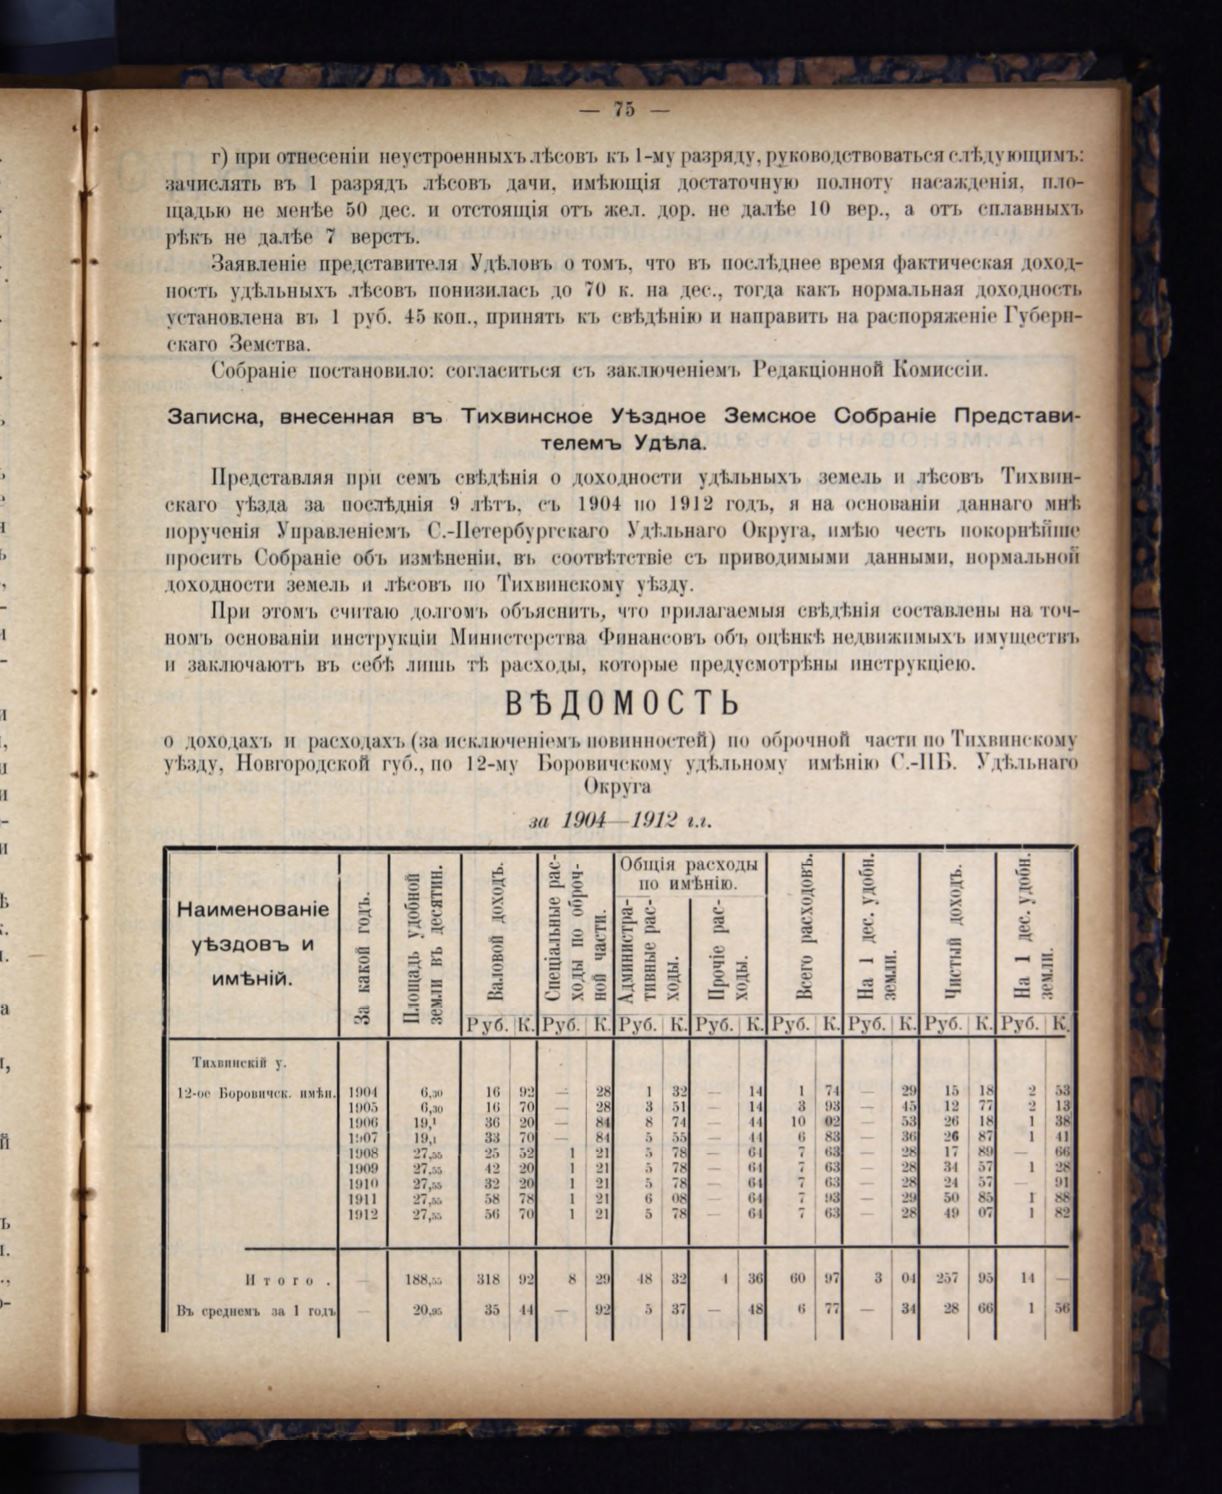 — 75 —
г) при отнесеніи неустроенныхъ лѣсовъ къ 1-му разряду, руководствоваться слѣдующимъ:
зачислять въ 1 разрядъ лѣсовъ дачи, имѣющія достаточную полноту насажденія, пло-
щадью не менѣе 50 дес. и отстоящія отъ жел. дор. не далѣе 10 вер., а отъ сплавныхъ
рѣкъ не далѣе 7 верстъ.
Заявленіе представителя Удѣловъ о томъ, что въ послѣднее время фактическая доход-
ность удѣльныхъ лѣсовъ понизилась до 70 к. на дес., тогда какъ нормальная доходность
установлена въ 1 руб. 45 коп., принять къ свѣдѣнію и направить на распоряженіе Губерн-
скаго Земства.
Собраніе постановило: согласиться съ заключеніемъ Редакціонной Комиссіи.
Записка, внесенная въ Тихвинское Уѣздное Земское Собраніе Представи-
телемъ Удѣла.
Представляя при семъ свѣдѣнія о доходности удѣльныхъ земель и лѣсовъ Тихвин-
скаго уѣзда за послѣднія 9 лѣтъ, съ 1904 по 1912 годъ, я на основаніи даннаго мнѣ
порученія Управленіемъ С.-Петербургскаго Удѣльнаго Округа, имѣю честь покорнѣйше
просить Собраніе объ измѣненіи, въ соотвѣтствіе съ приводимыми данными, нормальной
доходности земель и лѣсовъ по Тихвинскому уѣзду.
При этомъ считаю долгомъ объяснить, что прилагаемыя свѣдѣнія составлены на точ-
номъ основаніи инструкціи Министерства Финансовъ объ оцѣнкѣ недвижимыхъ имуществъ
и заключаютъ въ себѣ лишь тѣ расходы, которые предусмотрѣны инструкціею.
ВѢДОМОСТЬ
о доходахъ и расходахъ (за исключеніемъ повинностей) по оброчной части по Тихвинскому
уѣзду, Новгородской губ., по 12-му Боровичскому удѣльному имѣнію С.-ПБ. Удѣльнаго
Округа
за 1904—1912 г.г.
Наименованіе уѣздовъ и имѣній. За какой годъ. Площадь удобной земли въ десятин. Валовой доходъ. Спеціальные рас-ходы по оброч-ной части. Общія расходы по имѣнію. Администра-тивные рас-ходы. Прочіе рас-ходы. Всего расходовъ. На 1 дес. удобн. земли. Чистый доходъ. На 1 дес. удобн. земли.
Руб. К. Руб. К. Руб. К. Руб. К. Руб. К. Руб. К. Руб. К. Руб. К.
Тихвинскій у.
12-ое Боровичск. имѣн. 1904 6,30 16 92 — 28 1 32 — 14 1 74 — 29 15 18 2 53
1905 6,30 16 70 — 28 3 51 — 14 3 93 — 45 12 77 2 13
1906 19,1 36 20 — 84 8 74 — 44 10 02 — 53 26 18 1 38
1907 19,1 33 70 — 84 5 55 — 44 6 83 — 36 26 87 1 41
1908 27,55 25 52 1 21 5 78 — 64 7 63 — 28 17 89 — 66
1909 27,55 42 20 1 21 5 78 — 64 7 63 — 28 34 57 1 28
1910 27,55 32 20 1 21 5 78 — 64 7 63 — 28 24 57 — 91
1911 27,55 58 78 1 21 6 08 — 64 7 93 — 29 50 85 1 88
1912 27,55 56 70 1 21 5 78 — 64 7 63 — 28 49 07 1 82
Итого . — 188,55 318 92 8 29 48 32 4 36 60 97 3 04 257 95 14 —
Въ среднемъ за 1 годъ — 20,95 35 44 — 92 5 37 — 48 6 77 — 34 28 66 1 56